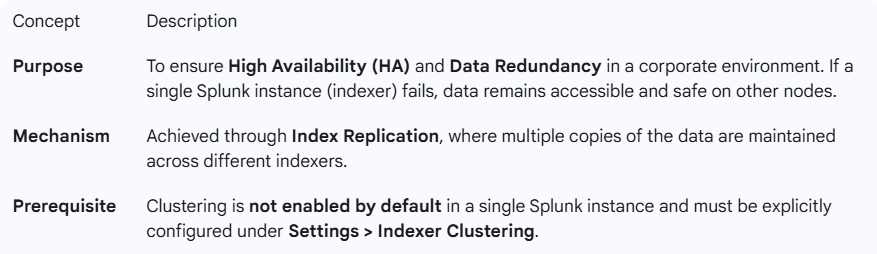 Concept Description
Purpose To ensure High Availability (HA) and Data Redundancy in a corporate environment. If a
single Splunk instance (indexer) fails, data remains accessible and safe on other nodes.
Mechanism Achieved through Index Replication, where multiple copies of the data are maintained
across different indexers.
Prerequisite Clustering is not enabled by default in a single Splunk instance and must be explicitly
configured under Settings > Indexer Clustering.